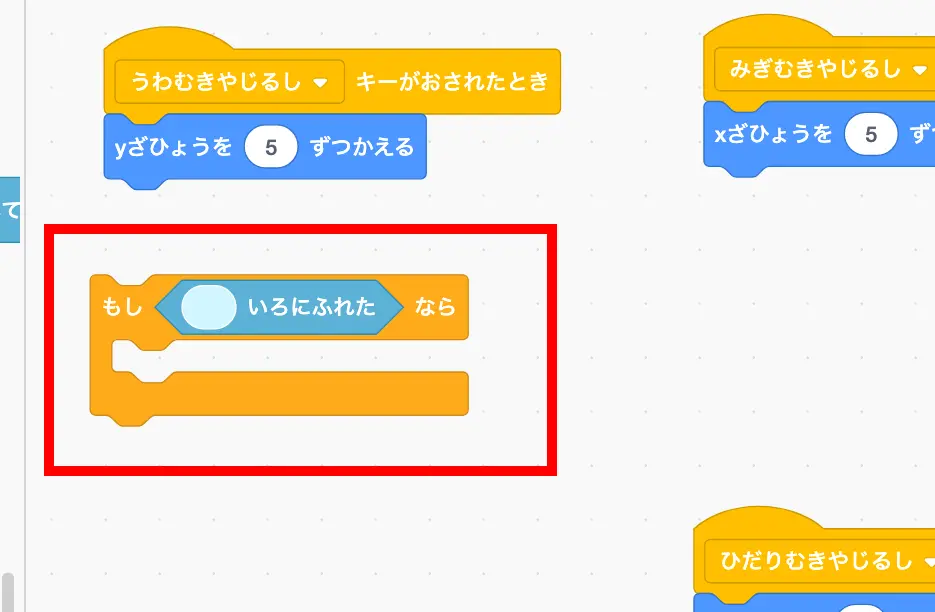 うわむきやじるし キーがおされたとき
yざひょうを 5 ずつかえる
みぎむきやじるし
xざひょうを 5 ず
て
もし いろにふれた なら
ひだりむきやじるし